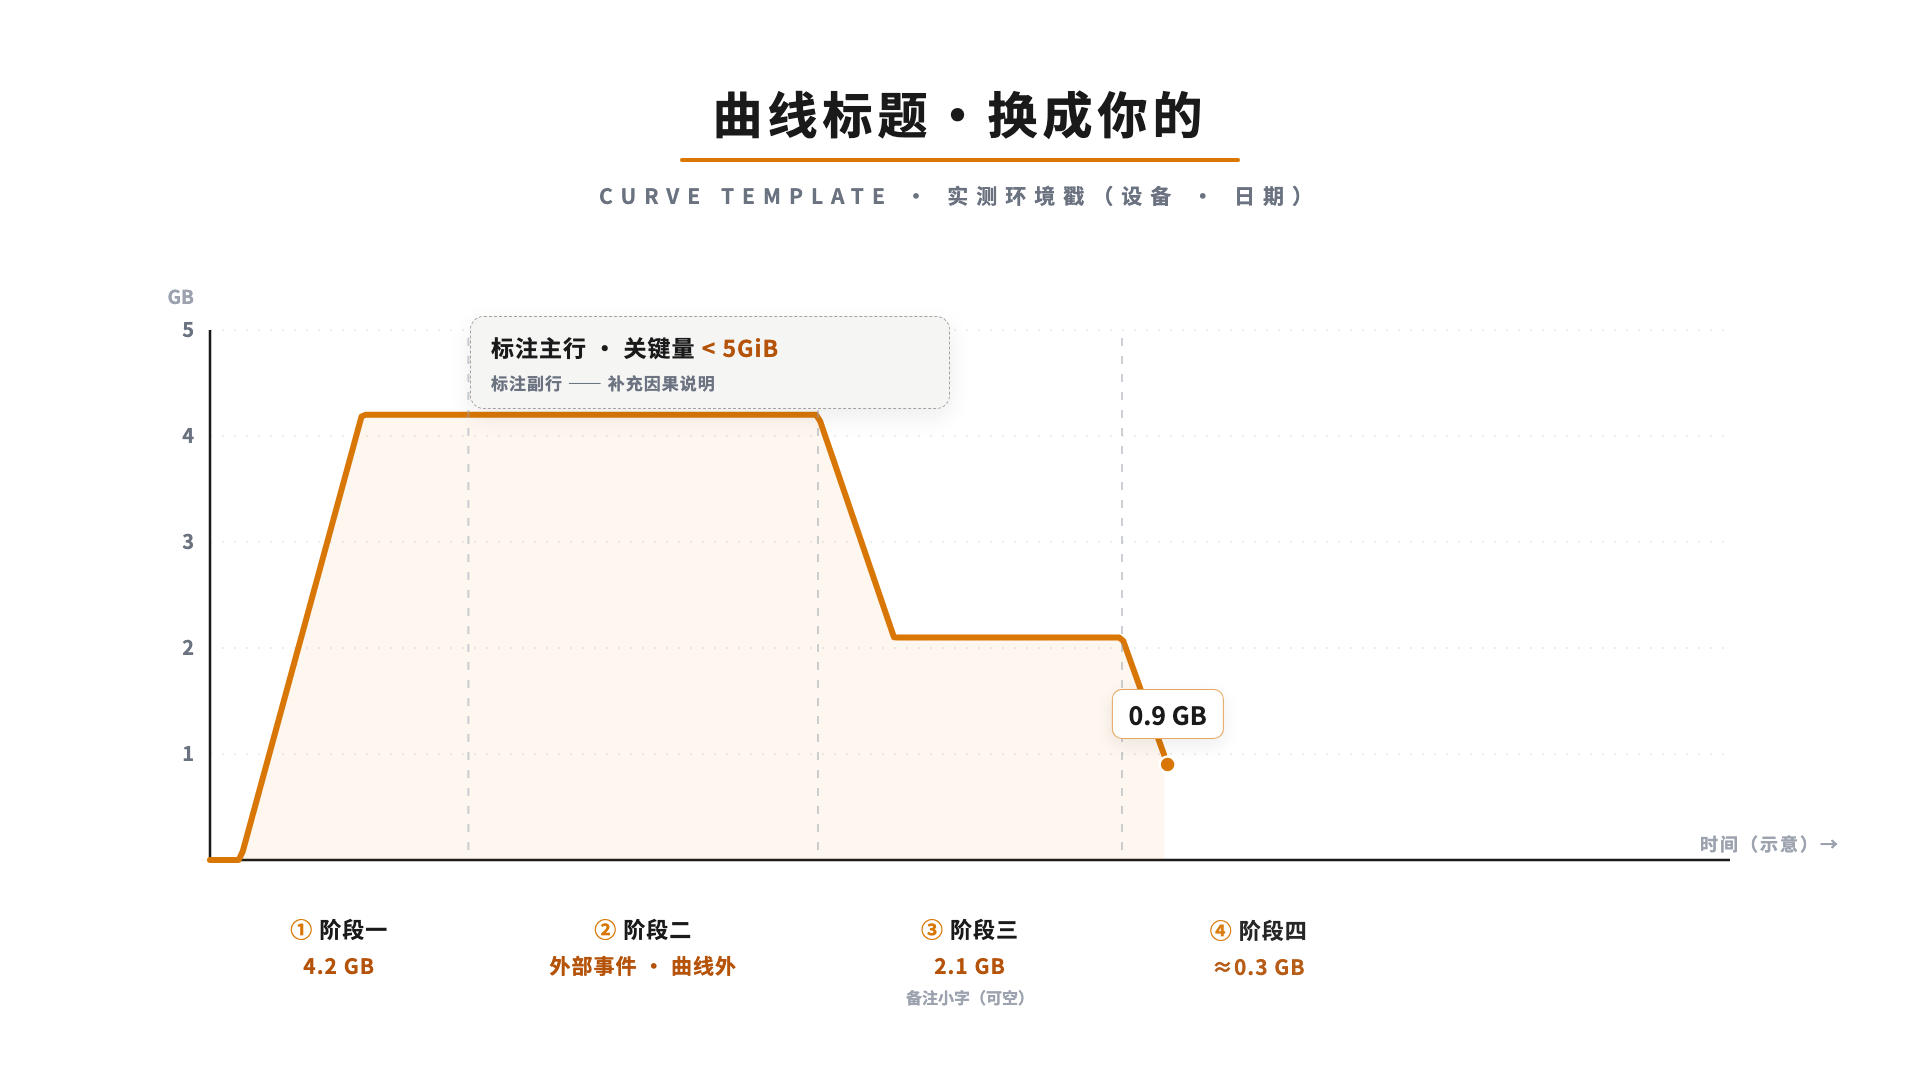 曲线标题·换成你的
CURVE TEMPLATE · 实测环境戳（设备 · 日期）
GB
5
4
3
2
1
标注主行 · 关键量 < 5GiB
标注副行 —— 补充因果说明
0.9 GB
时间（示意）→
① 阶段一
4.2 GB
② 阶段二
外部事件 · 曲线外
③ 阶段三
2.1 GB
备注小字（可空）
④ 阶段四
≈0.3 GB